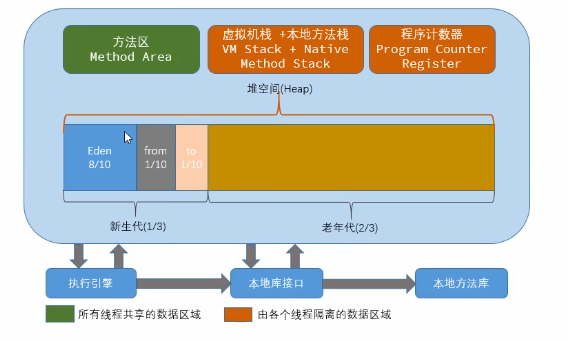 方法区
Method Area
虚拟机栈 +本地方法栈
VM Stack + Native
Method Stack
程序计数器
Program Counter
Register
堆空间(Heap)
Eden
8/10
from
1/10
to
1/10
新生代(1/3)
老年代(2/3)
执行引擎
本地库接口
本地方法库
所有线程共享的数据区域
由各个线程隔离的数据区域